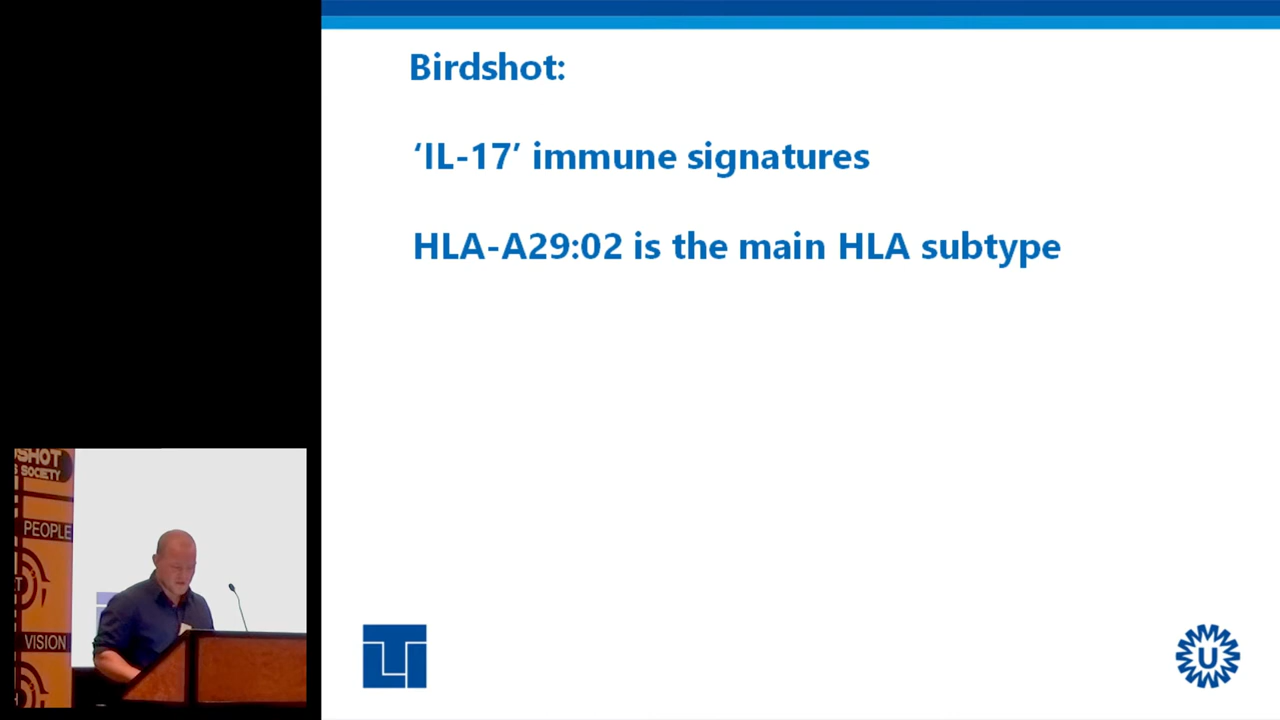 Birdshot:
‘IL-17’ immune signatures
HLA-A29:02 is the main HLA subtype
SHOT
SOCIETY
PEOPLE
VISION
U